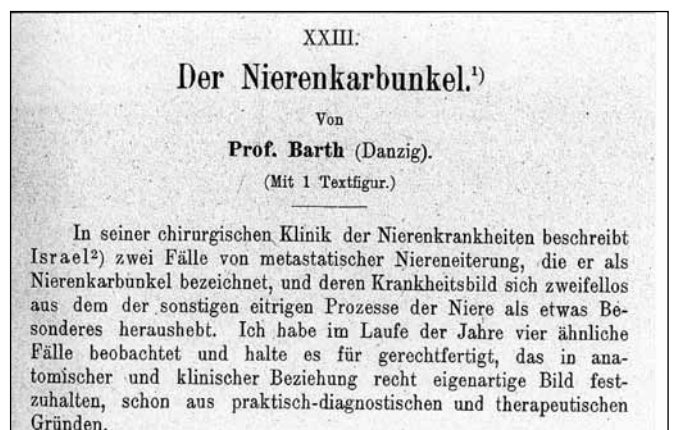 XXIII.
Der Nierenkarbunkel.¹)
Von
Prof. Barth (Danzig).
(Mit 1 Textfigur.)
In seiner chirurgischen Klinik der Nierenkrankheiten beschreibt
Israel²) zwei Fälle von metastatischer Niereneiterung, die er als
Nierenkarbunkel bezeichnet, und deren Krankheitsbild sich zweifellos
aus dem der sonstigen eitrigen Prozesse der Niere als etwas Be-
sonderes heraushebt. Ich habe im Laufe der Jahre vier ähnliche
Fälle beobachtet und halte es für gerechtfertigt, das in ana-
tomischer und klinischer Beziehung recht eigenartige Bild fest-
zuhalten, schon aus praktisch-diagnostischen und therapeutischen
Gründen.